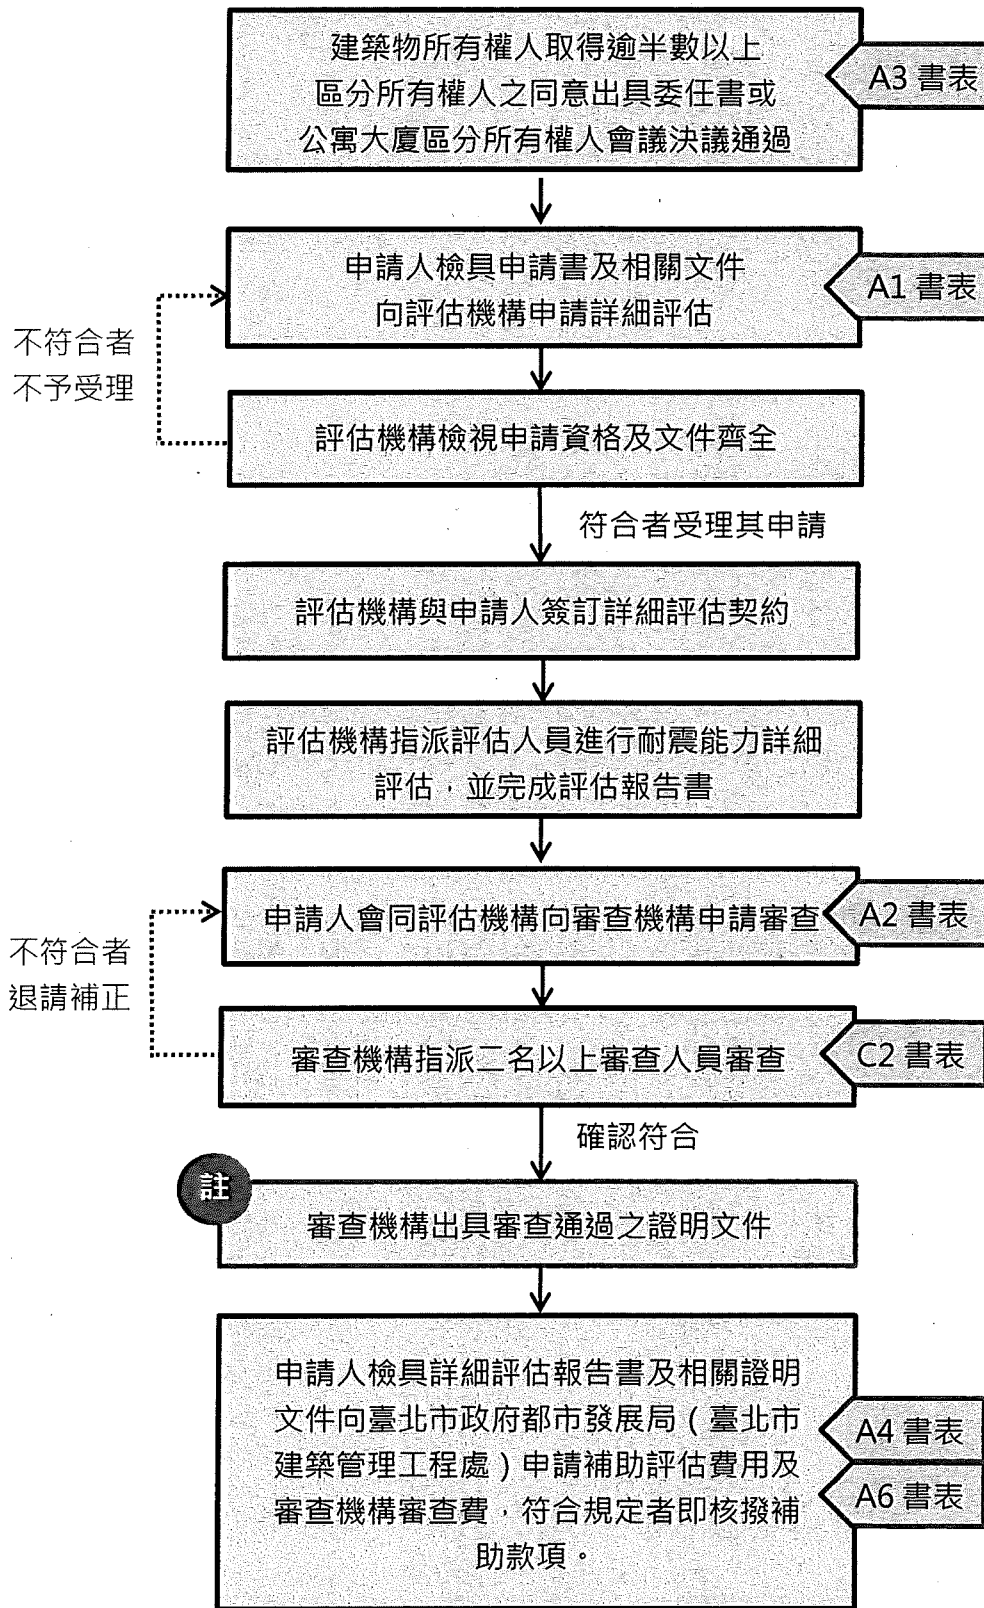 建築物所有權人取得逾半數以上
區分所有權人之同意出具委任書或
公寓大廈區分所有權人會議決議通過
A3 書表
申請人檢具申請書及相關文件
向評估機構申請詳細評估
A1 書表
不符合者
不予受理
評估機構檢視申請資格及文件齊全
符合者受理其申請
評估機構與申請人簽訂詳細評估契約
評估機構指派評估人員進行耐震能力詳細
評估，並完成評估報告書
申請人會同評估機構向審查機構申請審查
A2 書表
不符合者
退請補正
審查機構指派二名以上審查人員審查
C2 書表
確認符合
註
審查機構出具審查通過之證明文件
申請人檢具詳細評估報告書及相關證明
文件向臺北市政府都市發展局（臺北市
建築管理工程處）申請補助評估費用及
審查機構審查費，符合規定者即核撥補
助款項。
A4 書表
A6 書表